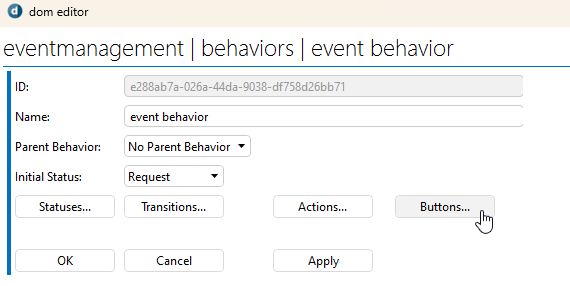 dom editor
eventmanagement | behaviors | event behavior
ID: e288ab7a-026a-44da-9038-df758d26bb71
Name: event behavior
Parent Behavior: No Parent Behavior
Initial Status: Request
Statuses... Transitions... Actions... Buttons...
OK Cancel Apply